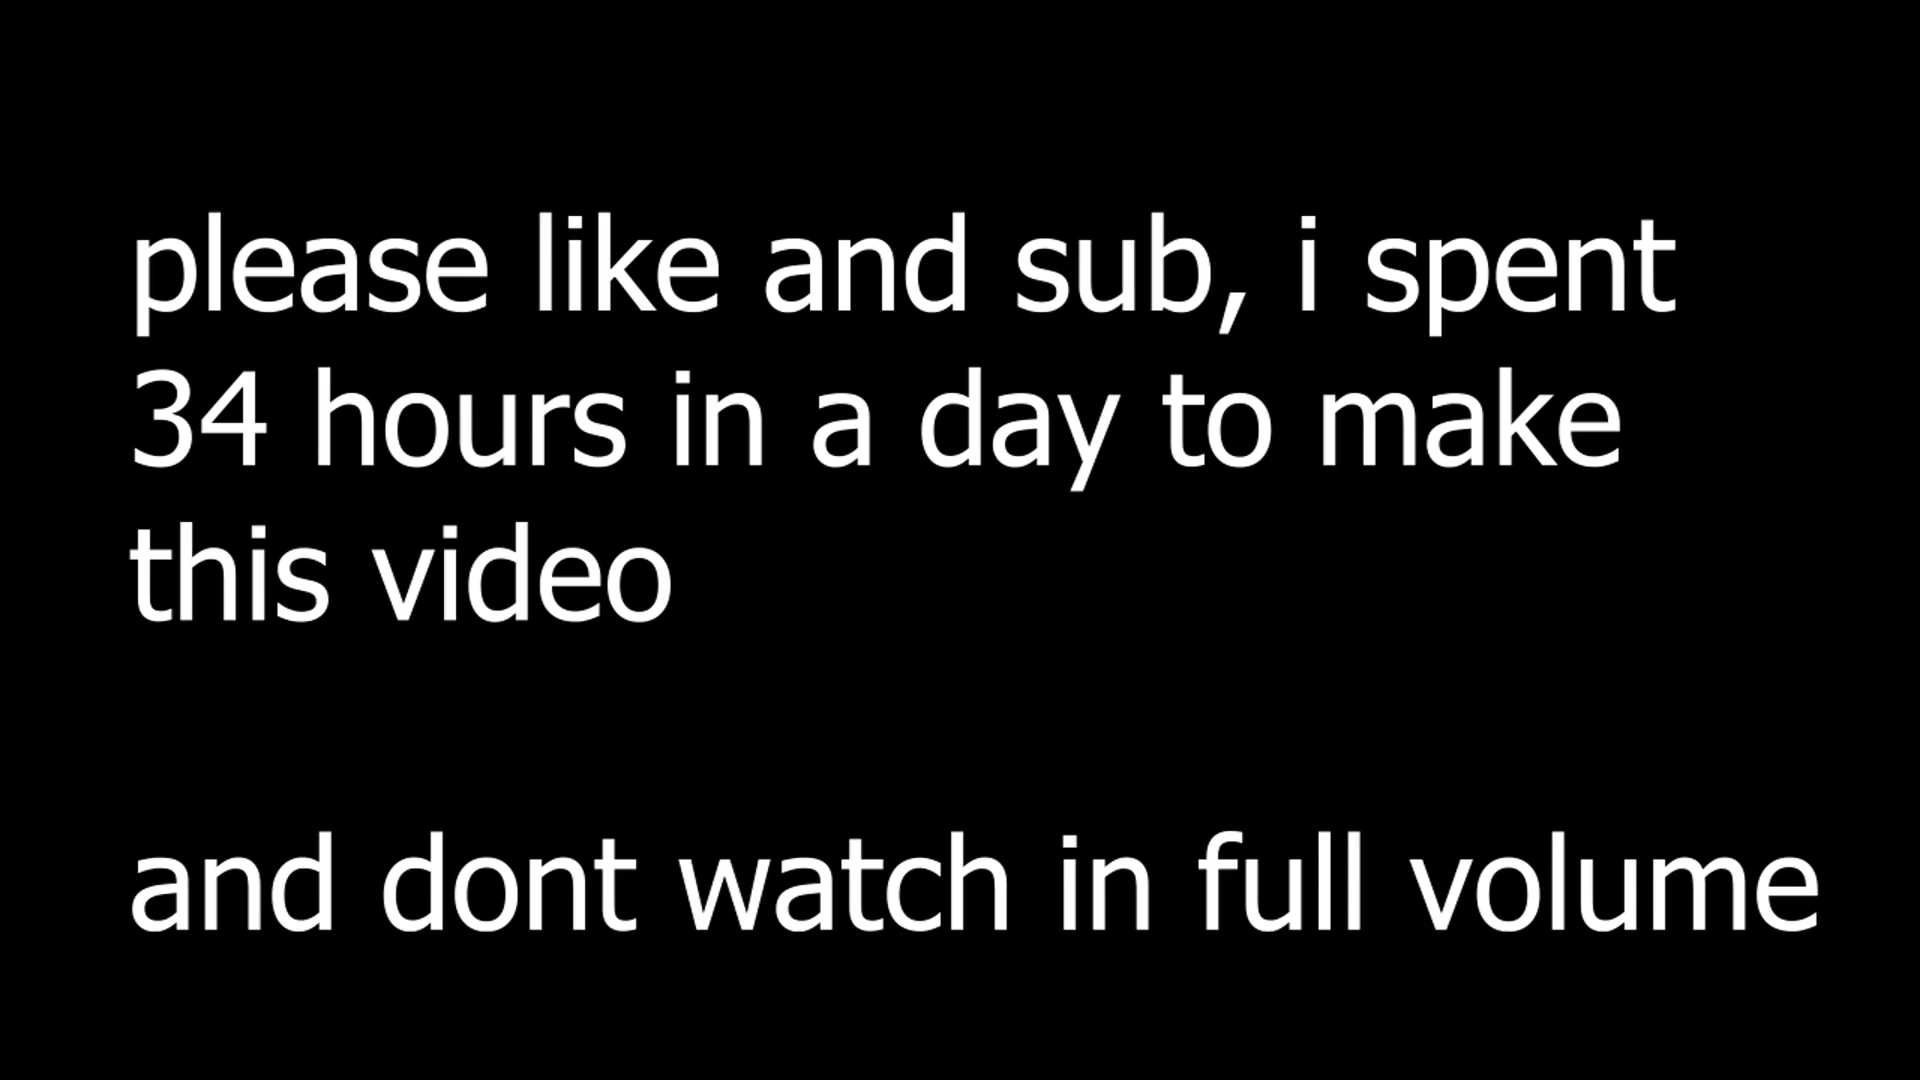 please like and sub, i spent
34 hours in a day to make
this video
and dont watch in full volume